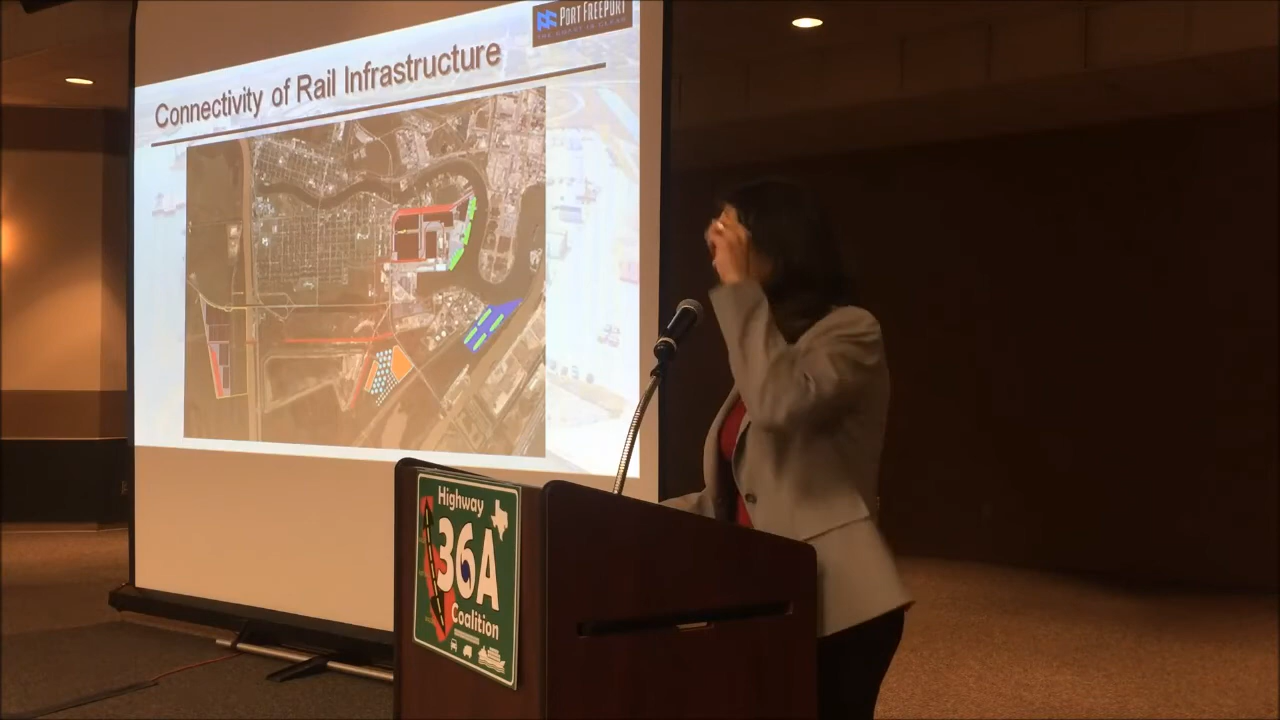 PORT FREEPORT
Connectivity of Rail Infrastructure
Highway
36A
Coalition